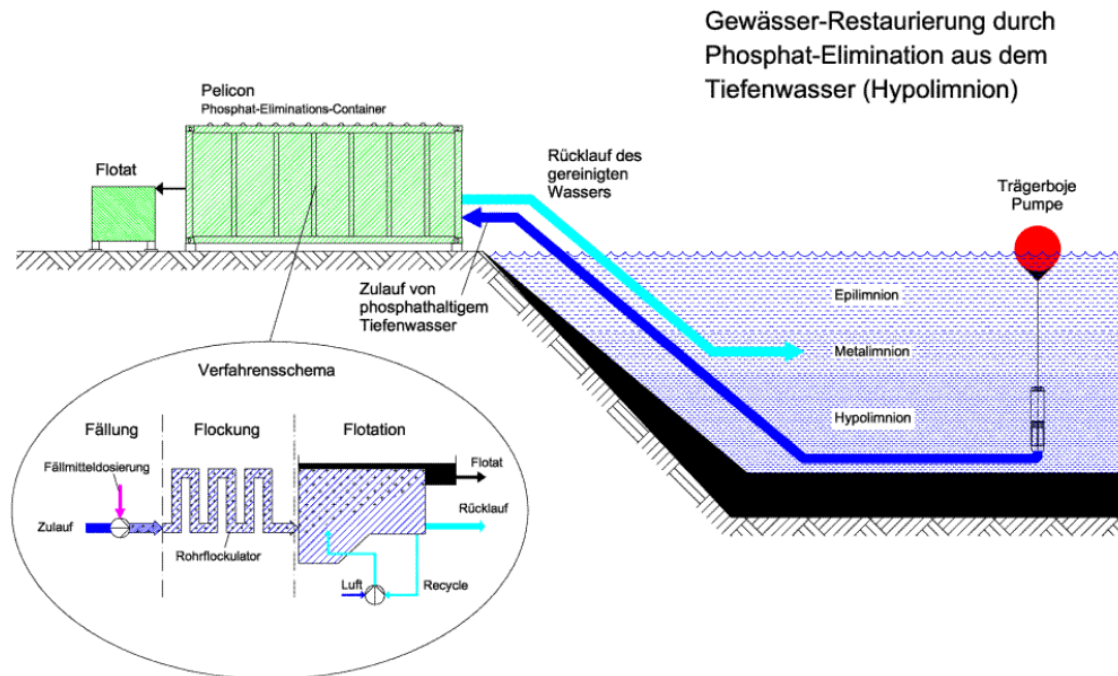 Gewässer-Restaurierung durch
Phosphat-Elimination aus dem
Tiefenwasser (Hypolimnion)
Pelicon
Phosphat-Eliminations-Container
Flotat
Rücklauf des
gereinigten
Wassers
Trägerboje
Pumpe
Zulauf von
phosphathaltigem
Tiefenwasser
Epilimnion
Metalimnion
Hypolimnion
Verfahrensschema
Fällung
Flockung
Flotation
Fällmitteldosierung
Flotat
Zulauf
Rücklauf
Rohrflockulator
Luft
Recycle